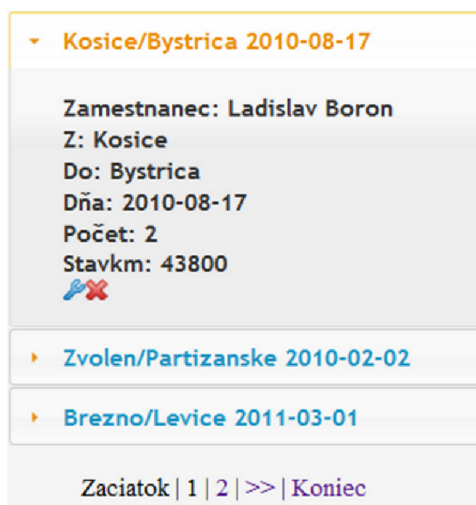 Kosice/Bystrica 2010-08-17
Zamestnanec: Ladislav Boron
Z: Kosice
Do: Bystrica
Dňa: 2010-08-17
Počet: 2
Stavkm: 43800
Zvolen/Partizanske 2010-02-02
Brezno/Levice 2011-03-01
Zaciatok | 1 | 2 | >> | Koniec